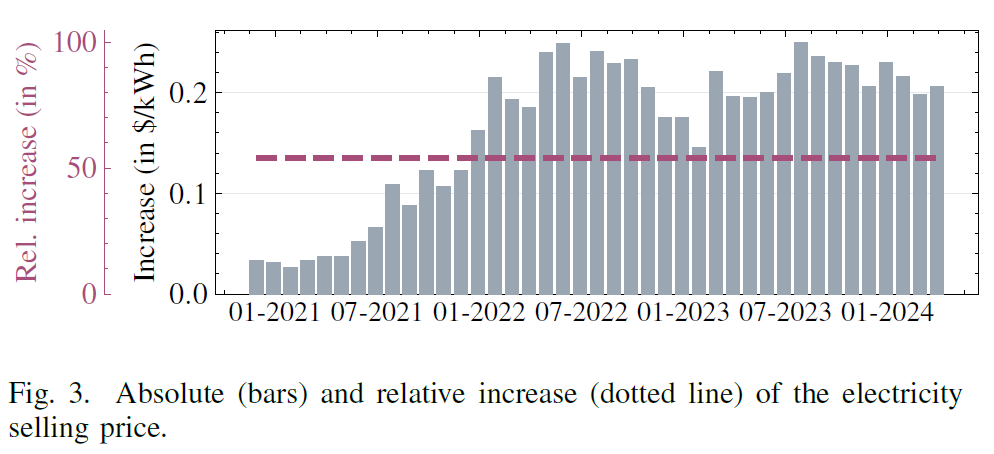 Rel. increase (in %)
100
50
0
Increase (in $/kWh)
0.2
0.1
0.0
01-2021 07-2021 01-2022 07-2022 01-2023 07-2023 01-2024
Fig. 3. Absolute (bars) and relative increase (dotted line) of the electricity
selling price.